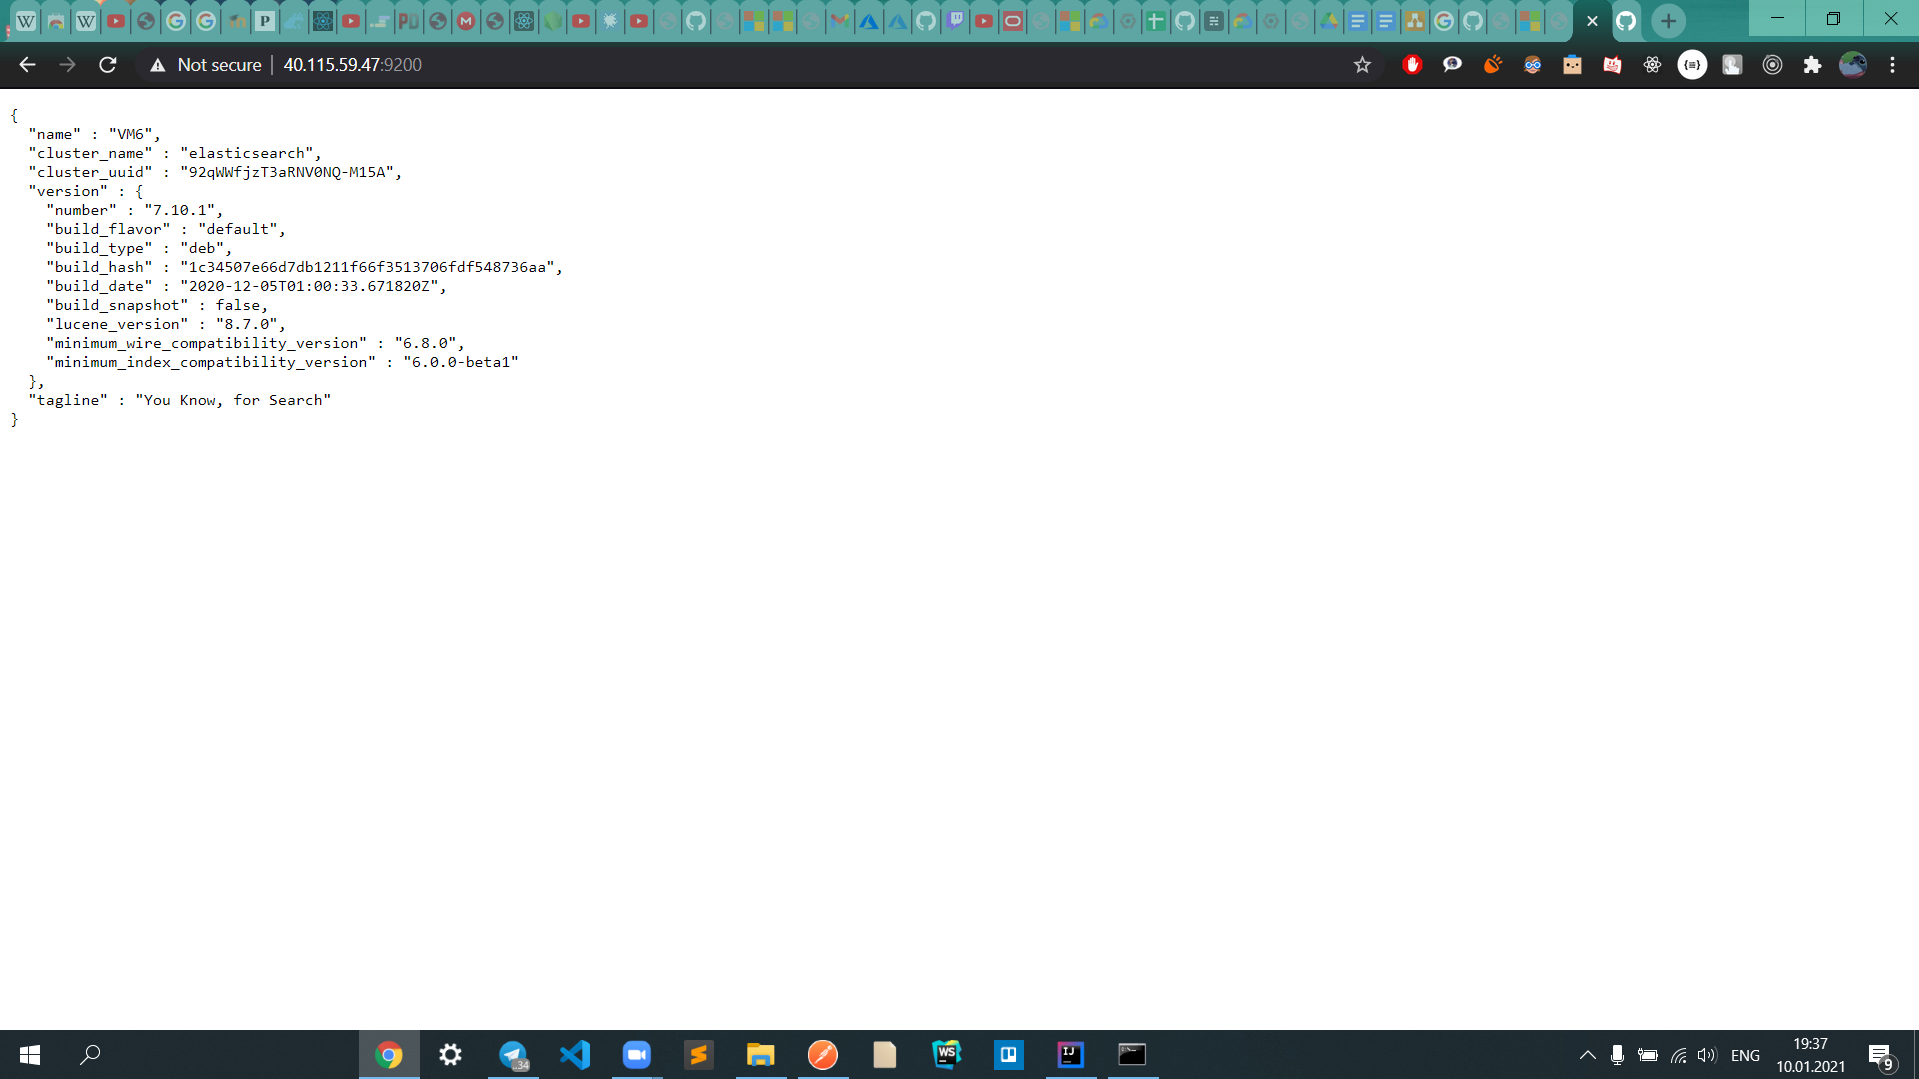 Not secure | 40.115.59.47:9200
{
  "name" : "VM6",
  "cluster_name" : "elasticsearch",
  "cluster_uuid" : "92qWWfjzT3aRNV0NQ-M15A",
  "version" : {
    "number" : "7.10.1",
    "build_flavor" : "default",
    "build_type" : "deb",
    "build_hash" : "1c34507e66d7db1211f66f3513706fdf548736aa",
    "build_date" : "2020-12-05T01:00:33.671820Z",
    "build_snapshot" : false,
    "lucene_version" : "8.7.0",
    "minimum_wire_compatibility_version" : "6.8.0",
    "minimum_index_compatibility_version" : "6.0.0-beta1"
  },
  "tagline" : "You Know, for Search"
}
34
WS
IJ
ENG
19:37
10.01.2021
9